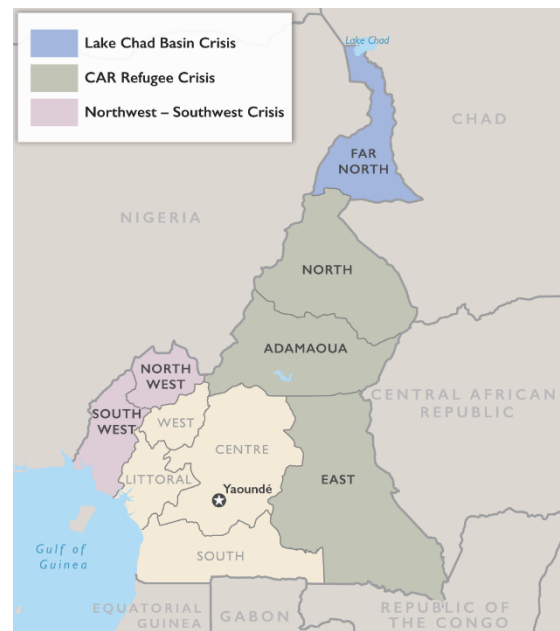 Lake Chad Basin Crisis
CAR Refugee Crisis
Northwest – Southwest Crisis
Lake Chad
CHAD
FAR
NORTH
NIGERIA
NORTH
ADAMAOUA
NORTH
WEST
SOUTH
WEST
WEST
CENTRAL AFRICAN
REPUBLIC
CENTRE
LITTORAL
EAST
Yaoundé
Gulf of
Guinea
SOUTH
EQUATORIAL
GUINEA
GABON
REPUBLIC OF
THE CONGO